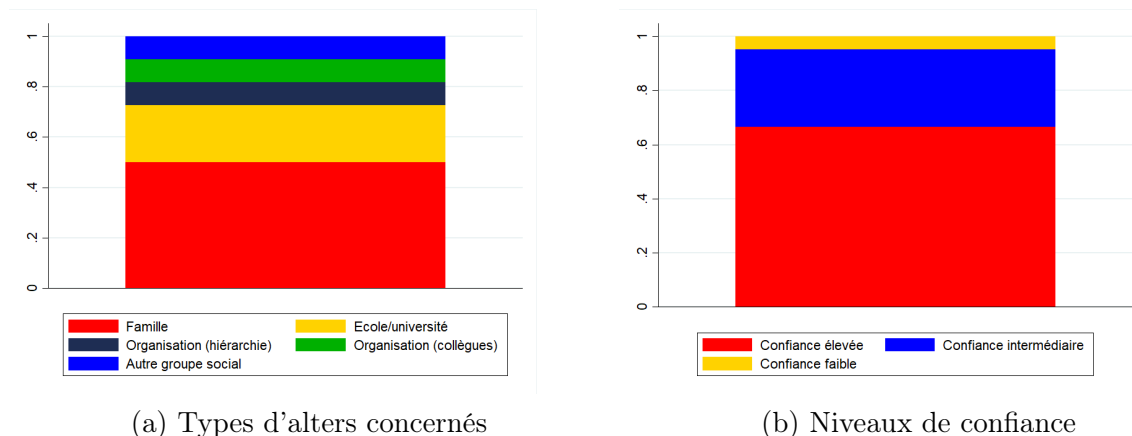 1
.8
.6
.4
.2
0
Famille
Ecole/université
Organisation (hiérarchie)
Organisation (collègues)
Autre groupe social
(a) Types d'alters concernés
1
.8
.6
.4
.2
0
Confiance élevée
Confiance intermédiaire
Confiance faible
(b) Niveaux de confiance